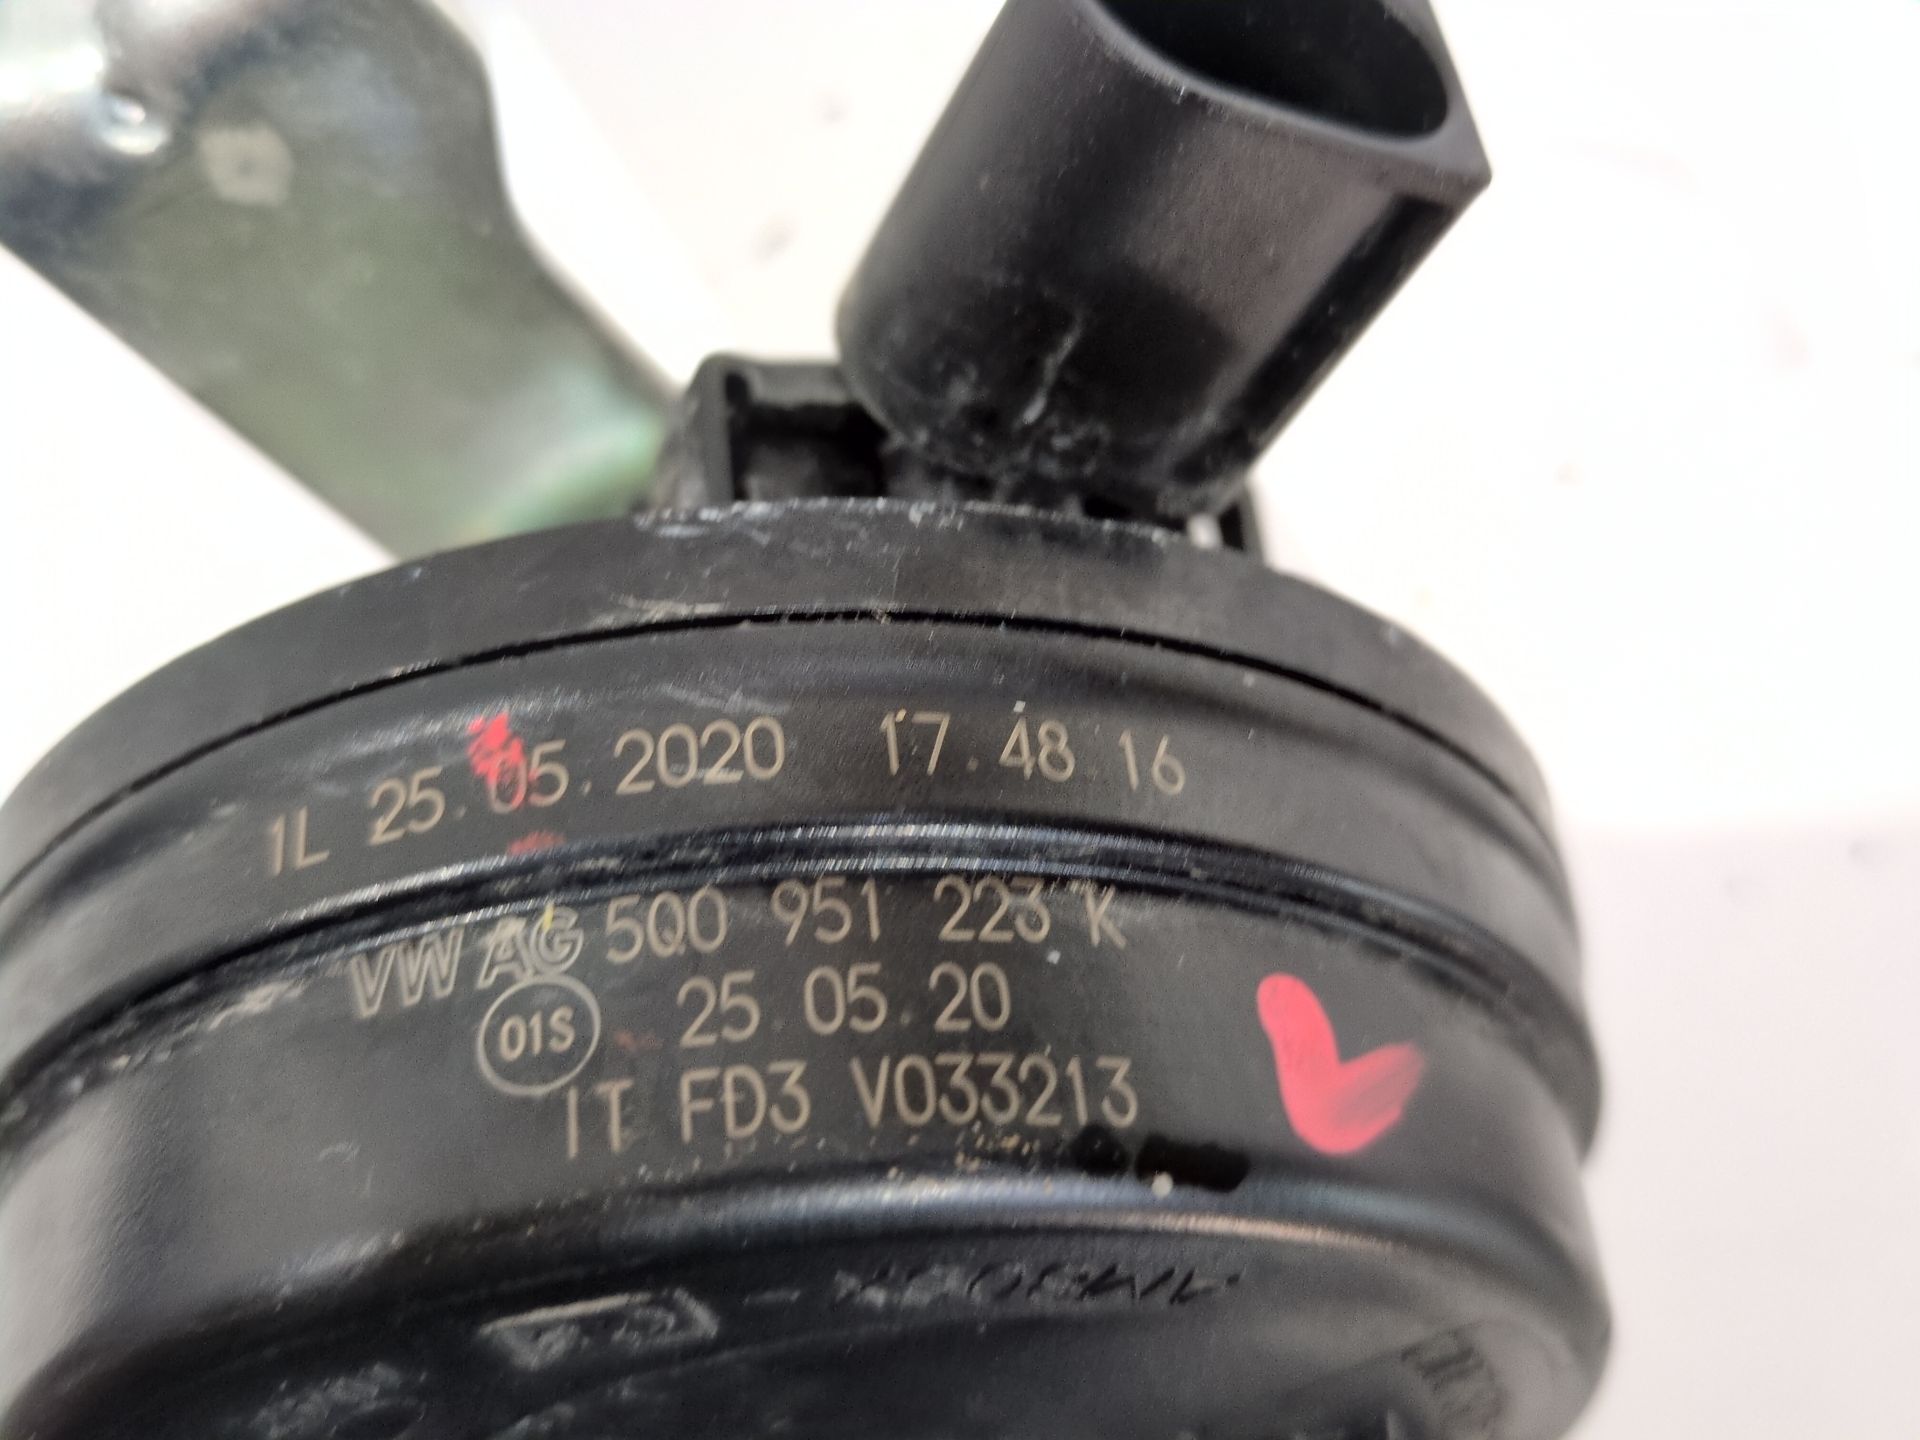 1L 25.05.2020 17.48 16
VW AG 5Q0 951 223 K
01S 25 05.20
IT FD3 V033213